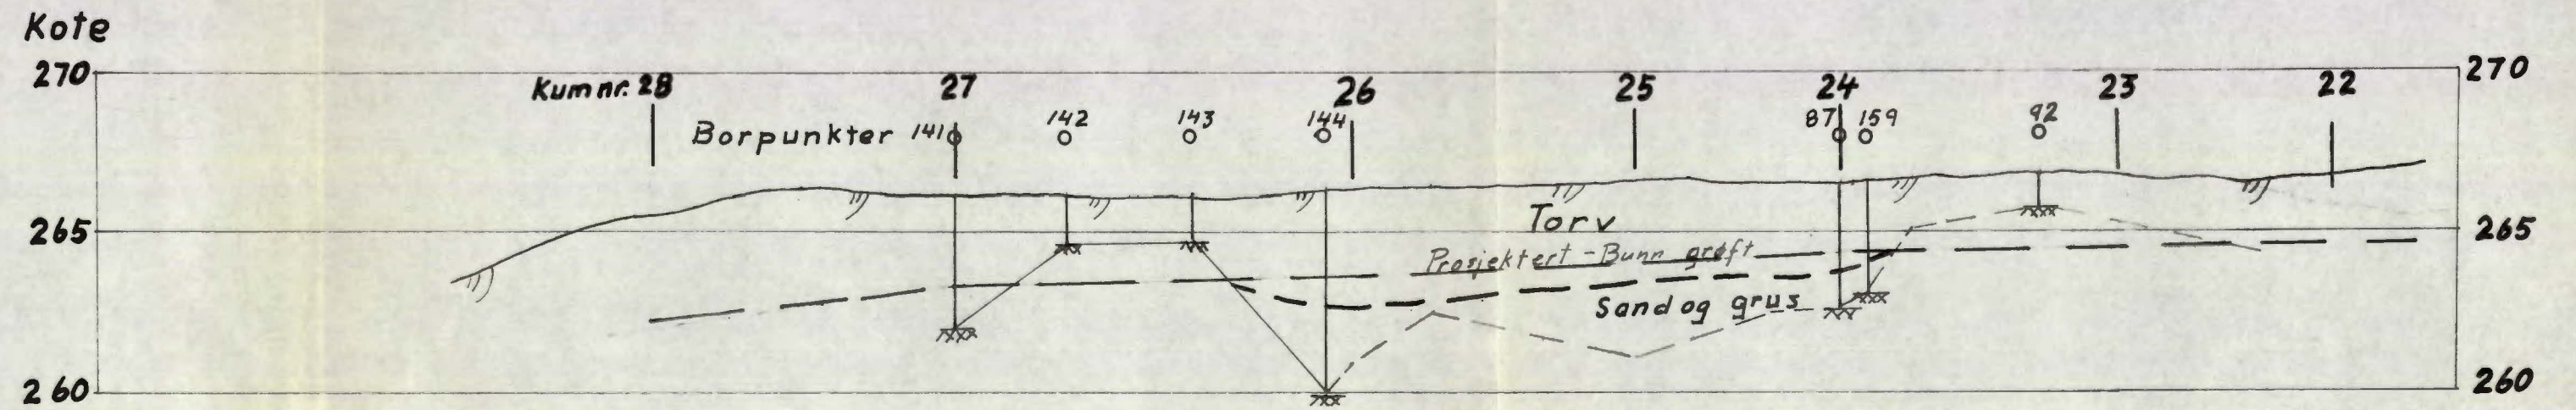 Kote
270 270
Kum nr. 28 27 26 25 24 23 22
Borpunkter 141 142 143 144 87 159 92
265 Torv 265
Prosjektert - Bunn grøft
Sand og grus
260 260